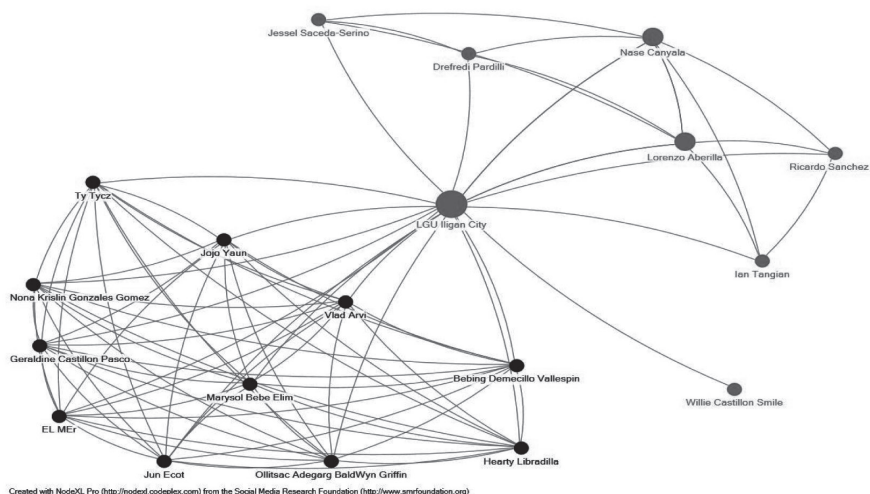 Jessel Saceda-Serino
Nase Canyala
Drefredi Pardilli
Lorenzo Aberilla
Ricardo Sanchez
Ty Tycz
LGU Iligan City
Jojo Yaun
Ian Tangian
Nona Krislin Gonzales Gomez
Vlad Arvi
Geraldine Castillon Pasco
Bebing Demecillo Vallespin
Marysol Bebe Elim
Willie Castillon Smile
EL MEr
Jun Ecot
Ollitsac Adegarg BaldWyn Griffin
Hearty Libradilla
Created with NodeXL Pro (http://nodexl.codeplex.com) from the Social Media Research Foundation (http://www.smrfoundation.org)